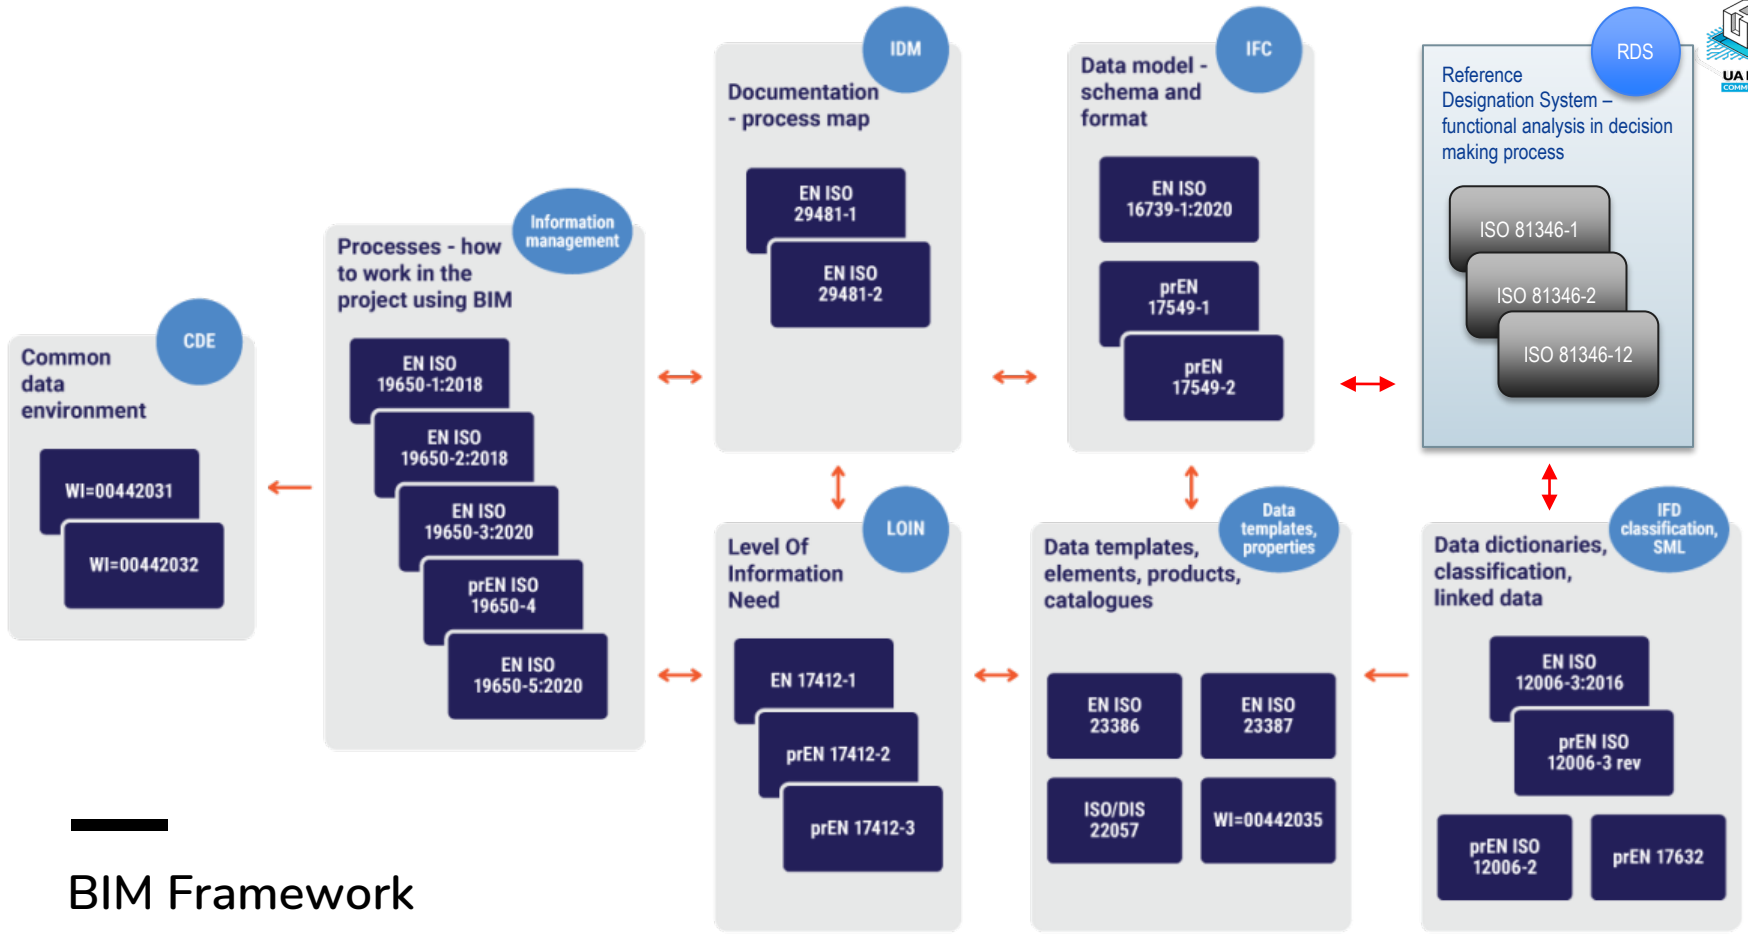 CDE
Common
data
environment
WI=00442031
WI=00442032
Information
management
Processes - how
to work in the
project using BIM
EN ISO
19650-1:2018
EN ISO
19650-2:2018
EN ISO
19650-3:2020
prEN ISO
19650-4
EN ISO
19650-5:2020
IDM
Documentation
- process map
EN ISO
29481-1
EN ISO
29481-2
IFC
Data model -
schema and
format
EN ISO
16739-1:2020
prEN
17549-1
prEN
17549-2
RDS
Reference
Designation System –
functional analysis in decision
making process
ISO 81346-1
ISO 81346-2
ISO 81346-12
UA
LOIN
Level Of
Information
Need
EN 17412-1
prEN 17412-2
prEN 17412-3
Data
templates,
properties
Data templates,
elements, products,
catalogues
EN ISO
23386
EN ISO
23387
ISO/DIS
22057
WI=00442035
IFD
classification,
SML
Data dictionaries,
classification,
linked data
EN ISO
12006-3:2016
prEN ISO
12006-3 rev
prEN ISO
12006-2
prEN 17632
BIM Framework